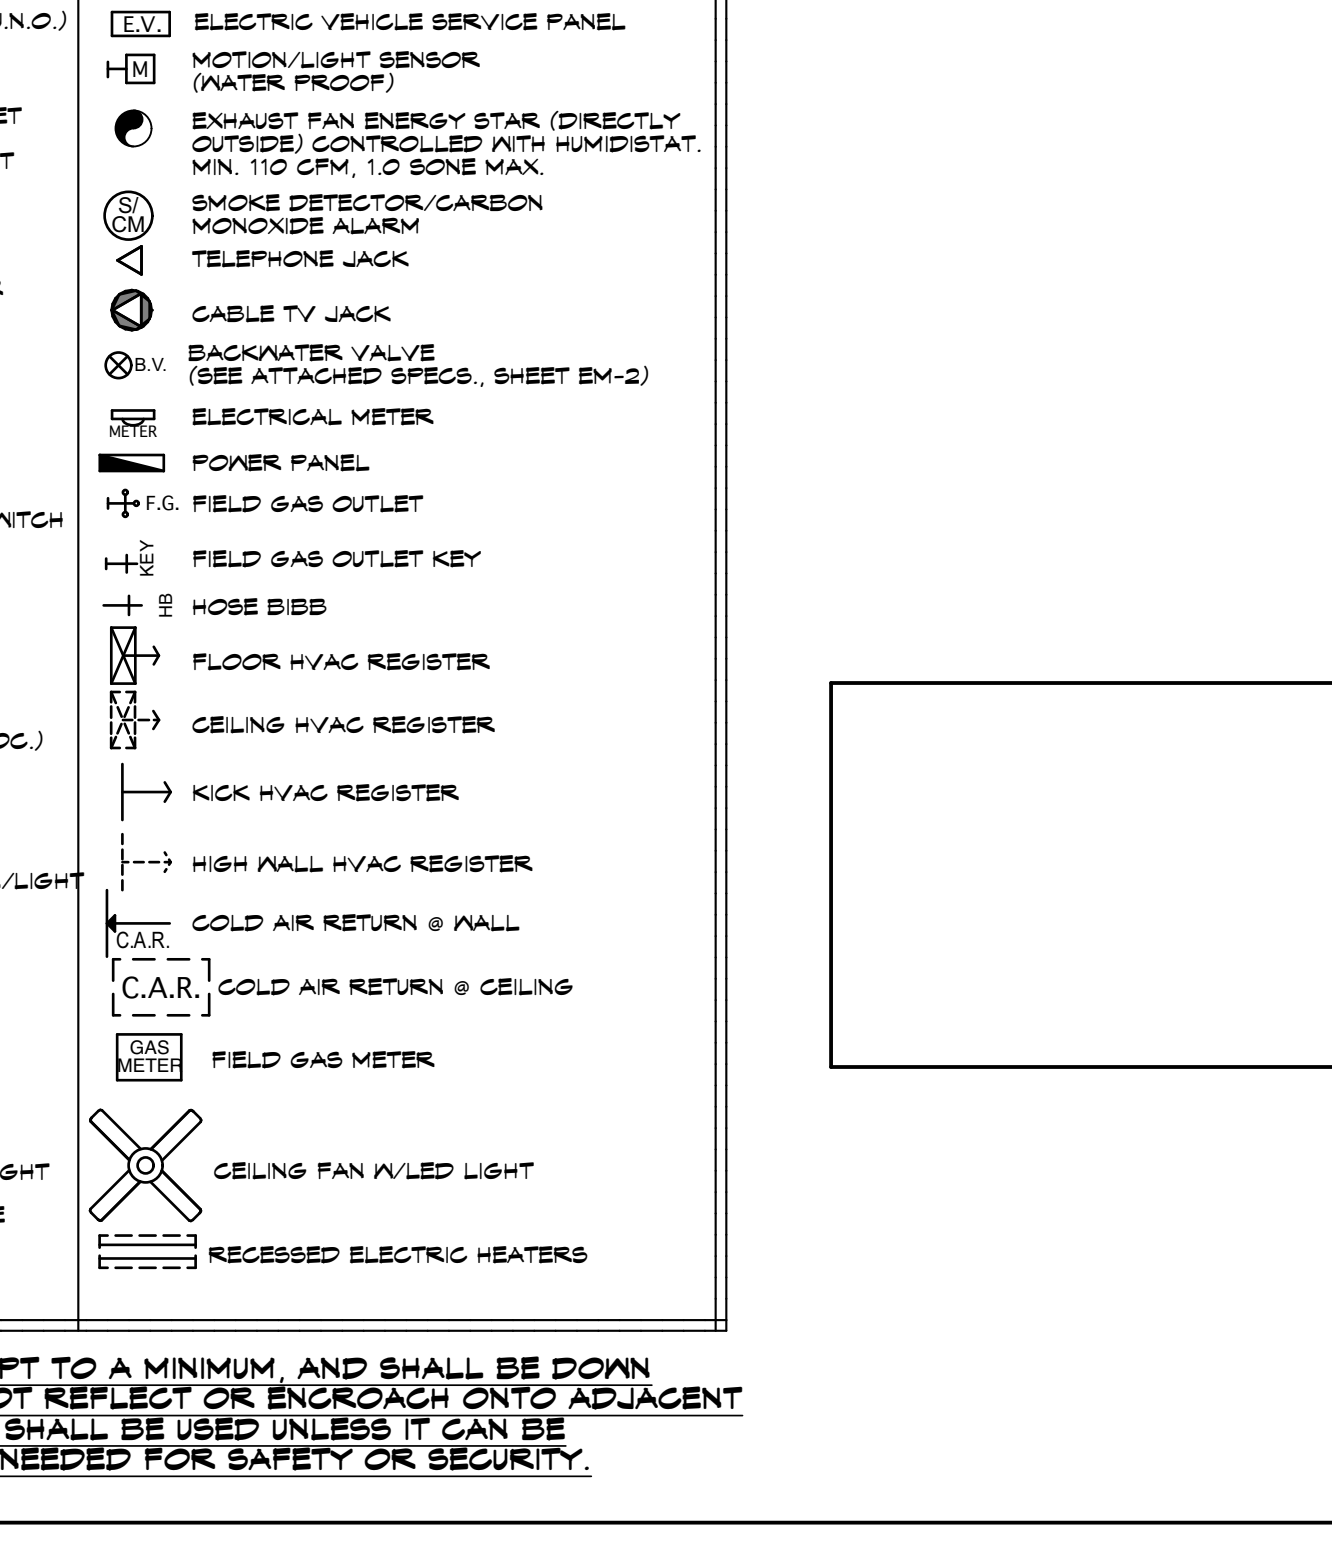 .N.O.)
ET
T
R
WITCH
OC.)
/LIGHT
GHT
E
E.V. ELECTRIC VEHICLE SERVICE PANEL
M MOTION/LIGHT SENSOR
(WATER PROOF)
EXHAUST FAN ENERGY STAR (DIRECTLY
OUTSIDE) CONTROLLED WITH HUMIDISTAT.
MIN. 110 CFM, 1.0 SONE MAX.
S/
CM
SMOKE DETECTOR/CARBON
MONOXIDE ALARM
TELEPHONE JACK
CABLE TV JACK
B.V. BACKWATER VALVE
(SEE ATTACHED SPECS., SHEET EM-2)
METER ELECTRICAL METER
POWER PANEL
F.G. FIELD GAS OUTLET
KEY FIELD GAS OUTLET KEY
HB HOSE BIBB
FLOOR HVAC REGISTER
CEILING HVAC REGISTER
KICK HVAC REGISTER
HIGH WALL HVAC REGISTER
C.A.R. COLD AIR RETURN @ WALL
C.A.R. COLD AIR RETURN @ CEILING
GAS
METER
FIELD GAS METER
CEILING FAN W/LED LIGHT
RECESSED ELECTRIC HEATERS
PT TO A MINIMUM, AND SHALL BE DOWN
OT REFLECT OR ENCROACH ONTO ADJACENT
SHALL BE USED UNLESS IT CAN BE
NEEDED FOR SAFETY OR SECURITY.